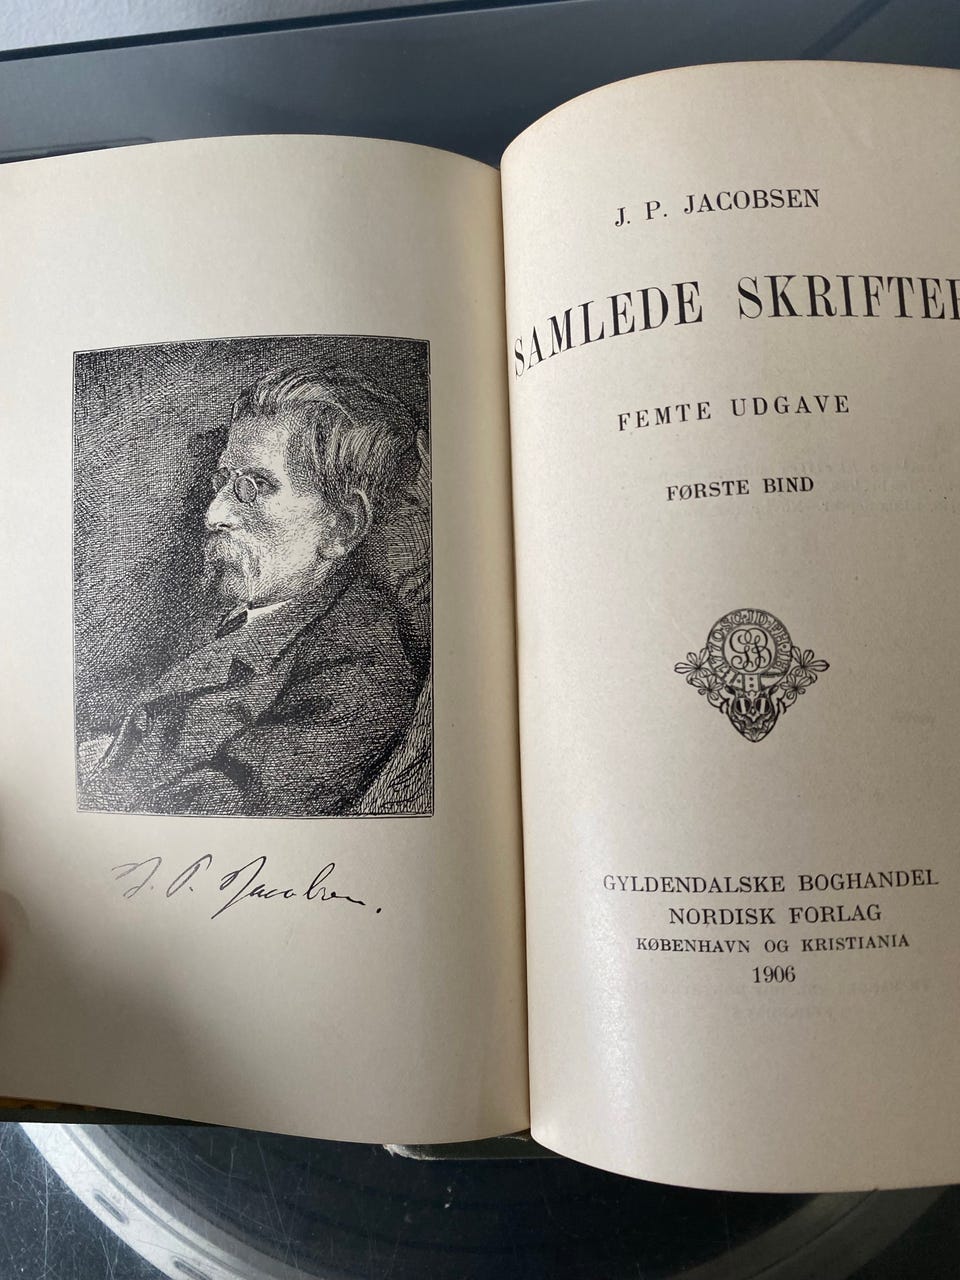 J. P. Jacobsen.
J. P. JACOBSEN
SAMLEDE SKRIFTER
FEMTE UDGAVE
FØRSTE BIND
GYLDENDALSKE BOGHANDEL
NORDISK FORLAG
KØBENHAVN OG KRISTIANIA
1906